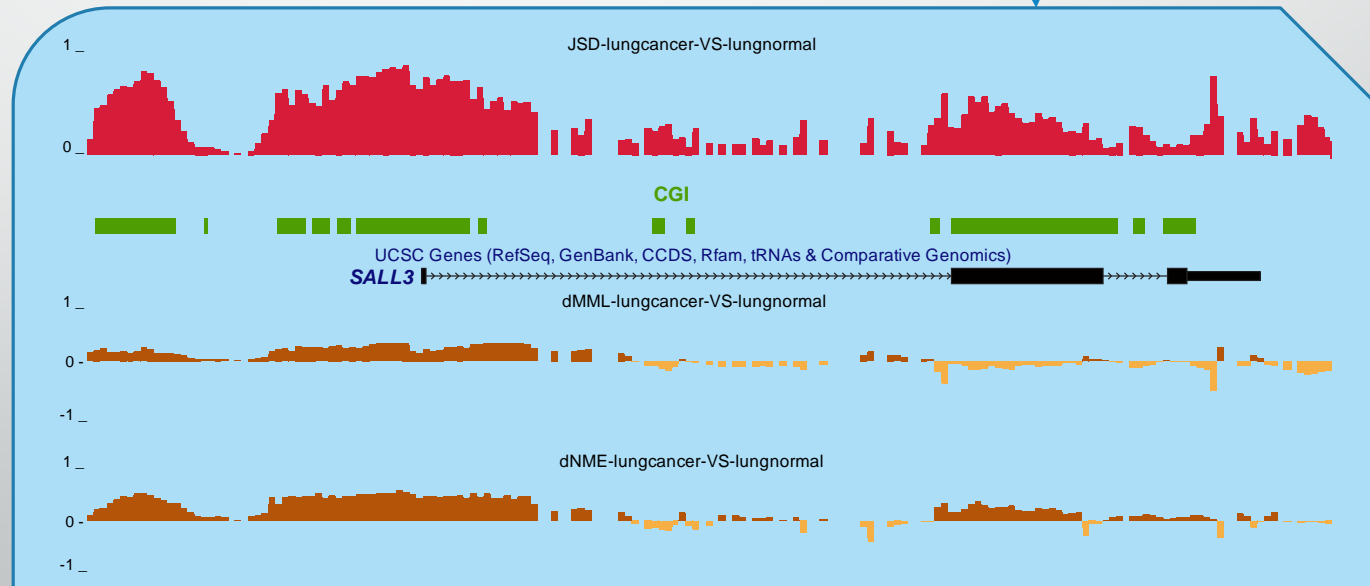 JSD-lungcancer-VS-lungnormal
1 _
0 _
CGI
UCSC Genes (RefSeq, GenBank, CCDS, Rfam, tRNAs & Comparative Genomics)
SALL3
dMML-lungcancer-VS-lungnormal
1 _
0 -
-1 _
dNME-lungcancer-VS-lungnormal
1 _
0 -
-1 _